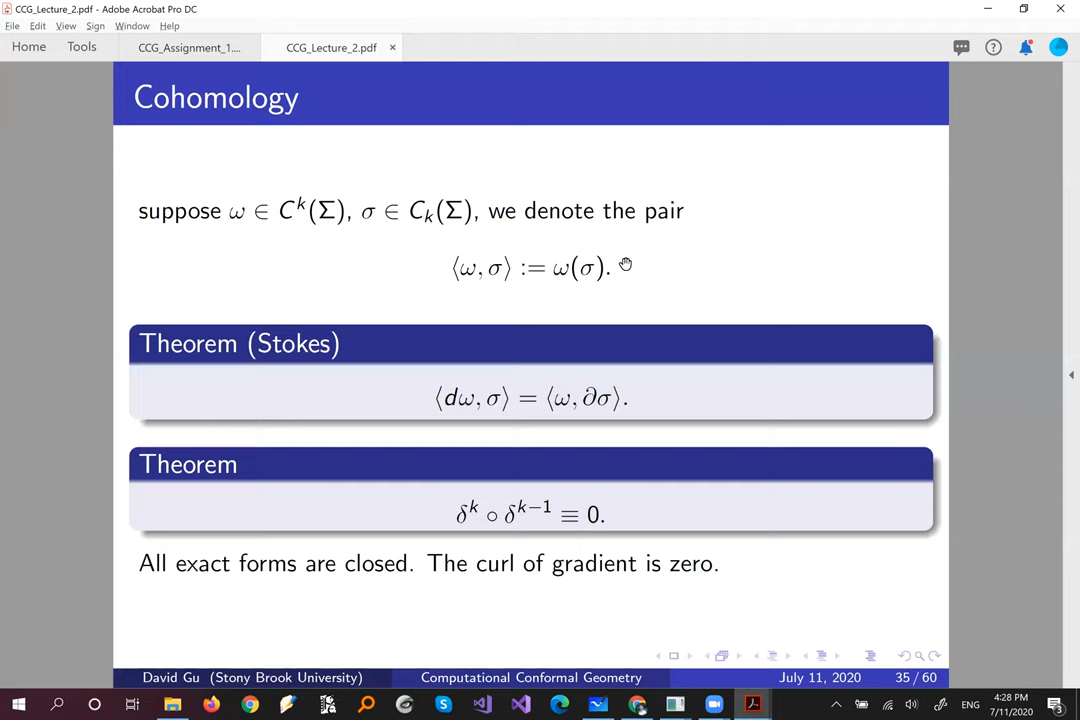 CCG_Lecture_2.pdf - Adobe Acrobat Pro DC
File Edit View Sign Window Help
Home Tools CCG_Assignment_1.... CCG_Lecture_2.pdf ×
Cohomology
suppose ω ∈ C^k(Σ), σ ∈ C_k(Σ), we denote the pair
⟨ω, σ⟩ := ω(σ).
Theorem (Stokes)
⟨dω, σ⟩ = ⟨ω, ∂σ⟩.
Theorem
δ^k ∘ δ^{k−1} ≡ 0.
All exact forms are closed. The curl of gradient is zero.
David Gu (Stony Brook University) Computational Conformal Geometry July 11, 2020 35 / 60
4:28 PM
ENG
7/11/2020
3